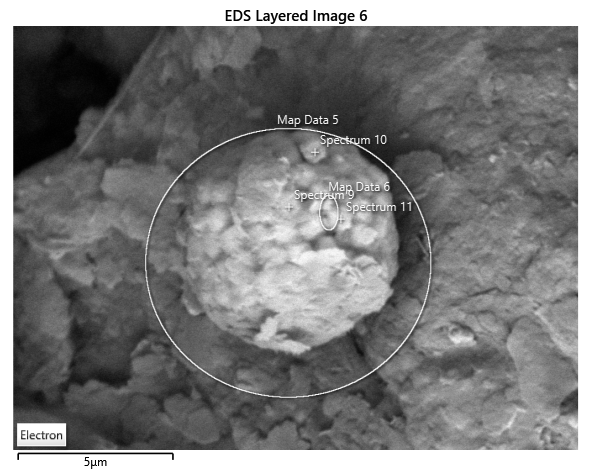 EDS Layered Image 6
Map Data 5
Spectrum 10
Map Data 6
Spectrum 9
Spectrum 11
Electron
5µm